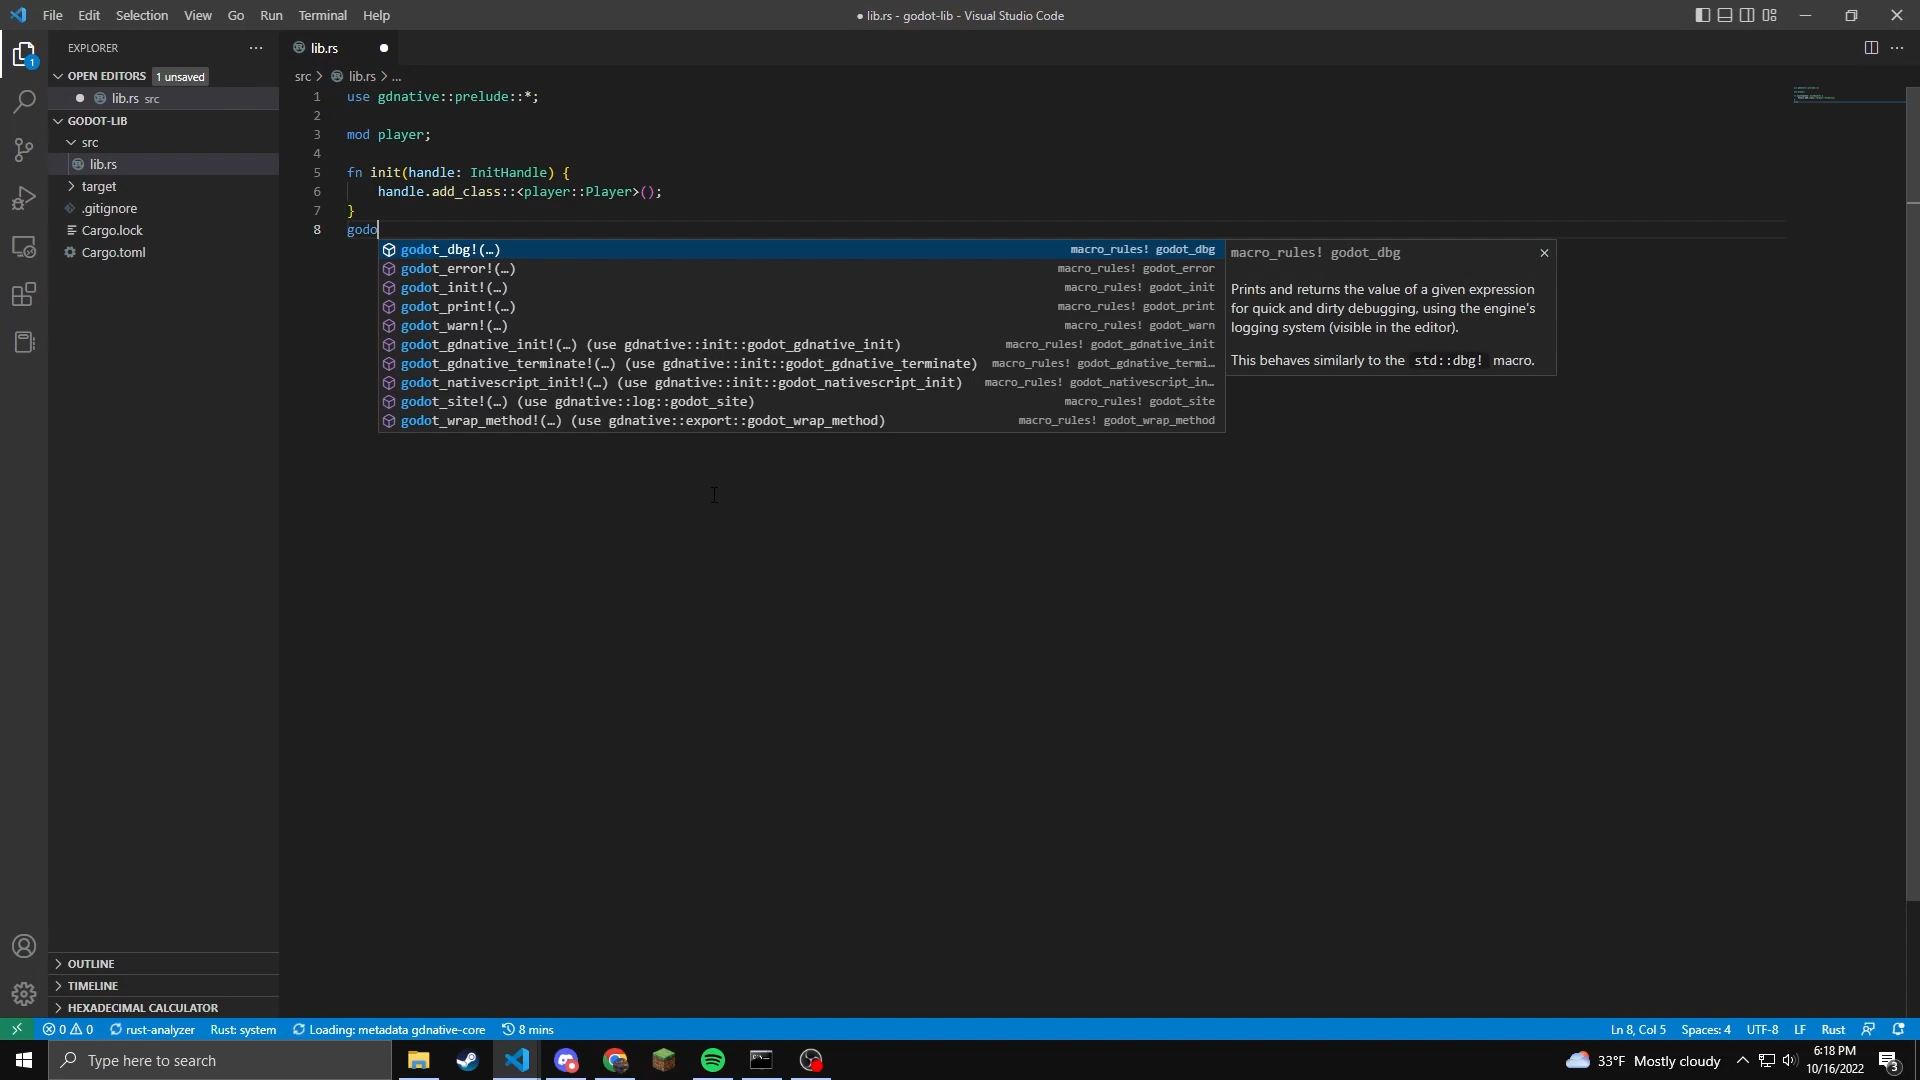 File Edit Selection View Go Run Terminal Help
● lib.rs - godot-lib - Visual Studio Code
EXPLORER
lib.rs
OPEN EDITORS 1 unsaved
lib.rs src
GODOT-LIB
src
lib.rs
target
.gitignore
Cargo.lock
Cargo.toml
src > lib.rs > ...
1 use gdnative::prelude::*;
2
3 mod player;
4
5 fn init(handle: InitHandle) {
6 handle.add_class::<player::Player>();
7 }
8 godo
godot_dbg!(…) macro_rules! godot_dbg
godot_error!(…) macro_rules! godot_error
godot_init!(…) macro_rules! godot_init
godot_print!(…) macro_rules! godot_print
godot_warn!(…) macro_rules! godot_warn
godot_gdnative_init!(…) (use gdnative::init::godot_gdnative_init) macro_rules! godot_gdnative_init
godot_gdnative_terminate!(…) (use gdnative::init::godot_gdnative_terminate) macro_rules! godot_gdnative_termi…
godot_nativescript_init!(…) (use gdnative::init::godot_nativescript_init) macro_rules! godot_nativescript_in…
godot_site!(…) (use gdnative::log::godot_site) macro_rules! godot_site
godot_wrap_method!(…) (use gdnative::export::godot_wrap_method) macro_rules! godot_wrap_method
macro_rules! godot_dbg
Prints and returns the value of a given expression
for quick and dirty debugging, using the engine's
logging system (visible in the editor).
This behaves similarly to the std::dbg! macro.
OUTLINE
TIMELINE
HEXADECIMAL CALCULATOR
0 0 rust-analyzer Rust: system Loading: metadata gdnative-core 8 mins
Ln 8, Col 5 Spaces: 4 UTF-8 LF Rust
Type here to search
33°F Mostly cloudy
6:18 PM
10/16/2022
3
1